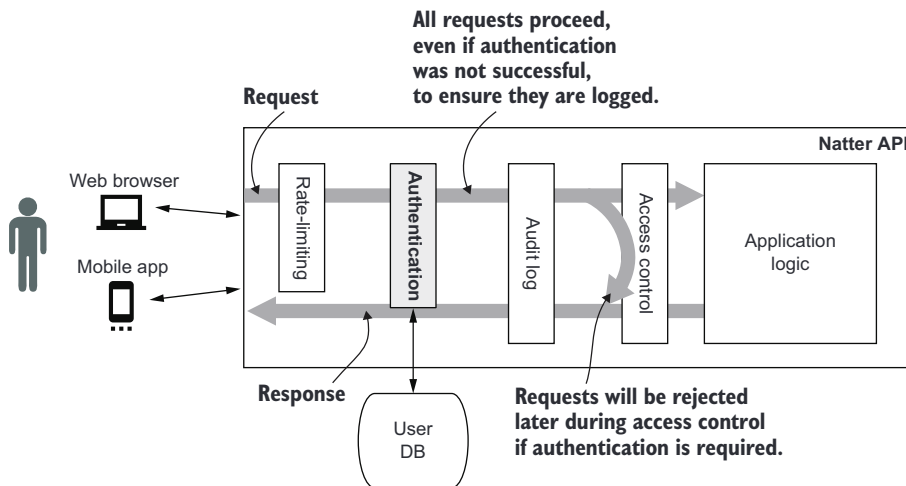 All requests proceed,
even if authentication
was not successful,
to ensure they are logged.
Request
Natter API
Web browser
Mobile app
Rate-limiting
Authentication
Audit log
Access control
Application
logic
Response
User
DB
Requests will be rejected
later during access control
if authentication is required.